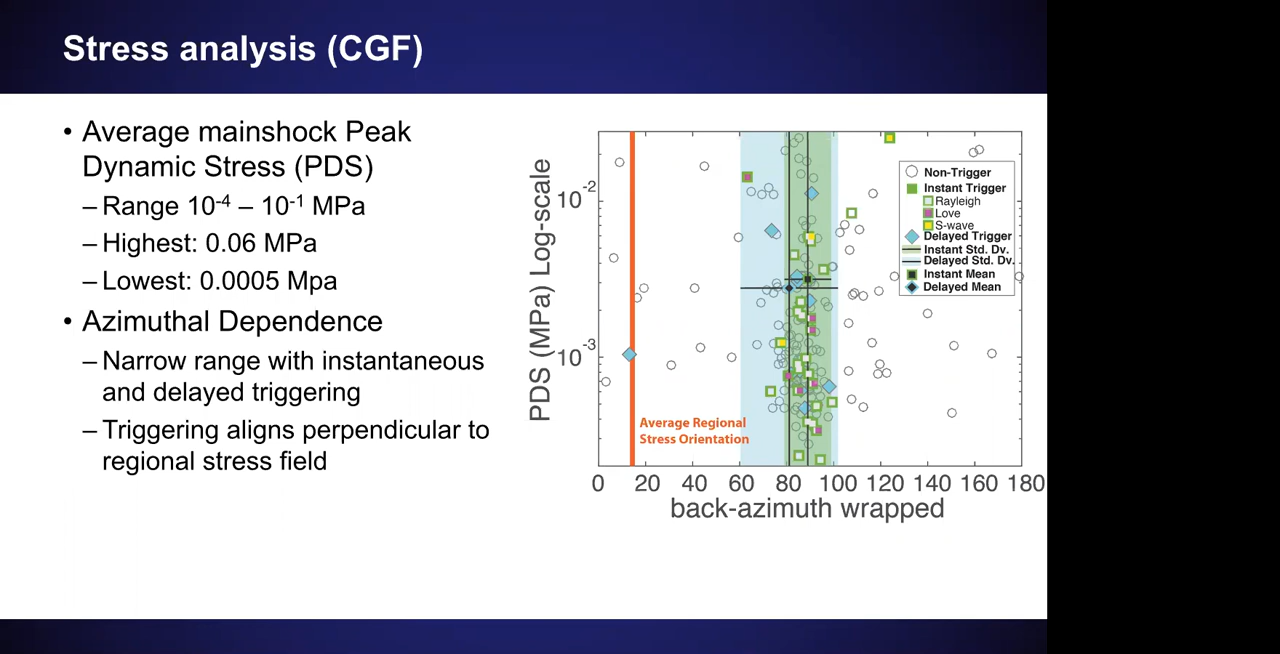 Stress analysis (CGF)
• Average mainshock Peak
Dynamic Stress (PDS)
– Range 10⁻⁴ – 10⁻¹ MPa
– Highest: 0.06 MPa
– Lowest: 0.0005 Mpa
• Azimuthal Dependence
– Narrow range with instantaneous
and delayed triggering
– Triggering aligns perpendicular to
regional stress field
PDS (MPa) Log-scale
10⁻²
10⁻³
Non-Trigger
Instant Trigger
Rayleigh
Love
S-wave
Delayed Trigger
Instant Std. Dv.
Delayed Std. Dv.
Instant Mean
Delayed Mean
Average Regional
Stress Orientation
0 20 40 60 80 100 120 140 160 180
back-azimuth wrapped